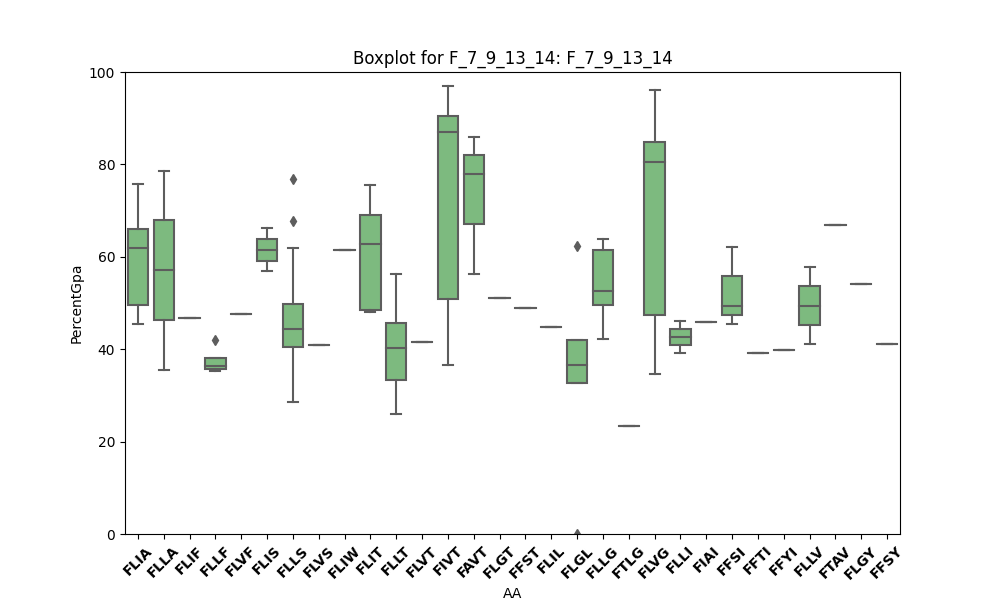 Boxplot for F_7_9_13_14: F_7_9_13_14
PercentGpa
100
80
60
40
20
0
FLIA FLLA FLIF FLLF FLVF FLIS FLLS FLVS FLIW FLIT FLLT FLVT FIVT FAVT FLGT FFST FLIL FLGL FLLG FTLG FLVG FLLI FIAI FFSI FFTI FFYI FLLV FTAV FLGY FFSY
AA